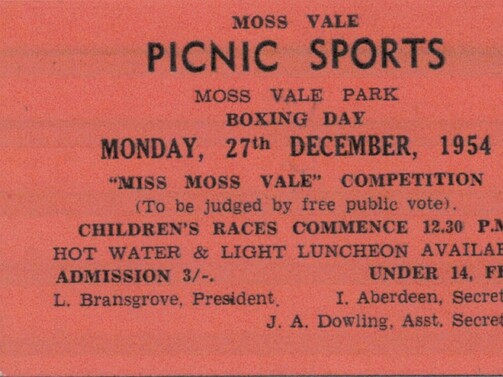 MOSS VALE
PICNIC SPORTS
MOSS VALE PARK
BOXING DAY
MONDAY, 27th DECEMBER, 1954
"MISS MOSS VALE" COMPETITION
(To be judged by free public vote).
CHILDREN'S RACES COMMENCE 12.30 P.M
HOT WATER & LIGHT LUNCHEON AVAILA
ADMISSION 3/-. UNDER 14, F
L. Bransgrove, President. I. Aberdeen, Secret
J. A. Dowling, Asst. Secret